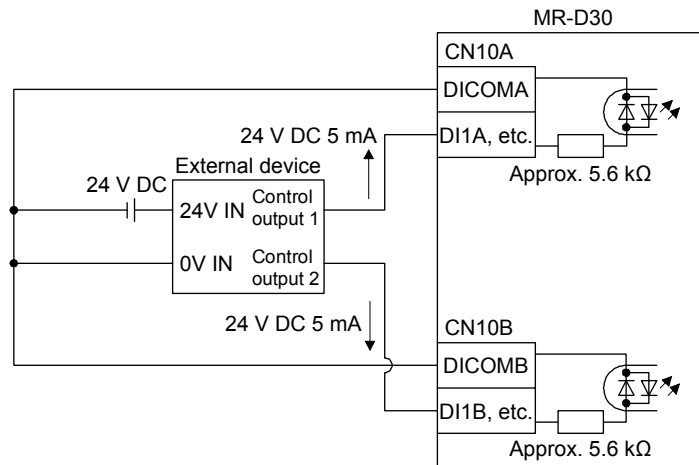 MR-D30
CN10A
DICOMA
24 V DC 5 mA
DI1A, etc.
External device
Approx. 5.6 kΩ
24 V DC
24V IN
Control
output 1
0V IN
Control
output 2
24 V DC 5 mA
CN10B
DICOMB
DI1B, etc.
Approx. 5.6 kΩ